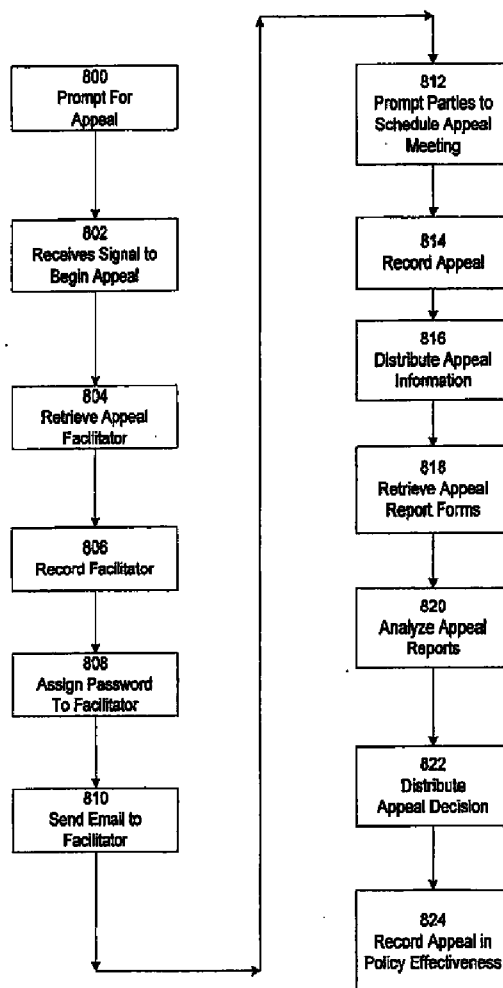 800
Prompt For
Appeal
802
Receives Signal to
Begin Appeal
804
Retrieve Appeal
Facilitator
806
Record Facilitator
808
Assign Password
To Facilitator
810
Send Email to
Facilitator
812
Prompt Parties to
Schedule Appeal
Meeting
814
Record Appeal
816
Distribute Appeal
Information
818
Retrieve Appeal
Report Forms
820
Analyze Appeal
Reports
822
Distribute
Appeal Decision
824
Record Appeal in
Policy Effectiveness